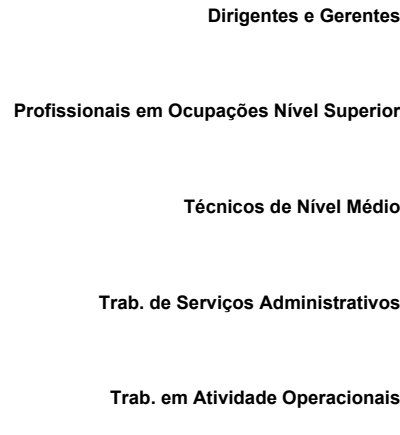 Dirigentes e Gerentes
Profissionais em Ocupações Nível Superior
Técnicos de Nível Médio
Trab. de Serviços Administrativos
Trab. em Atividade Operacionais